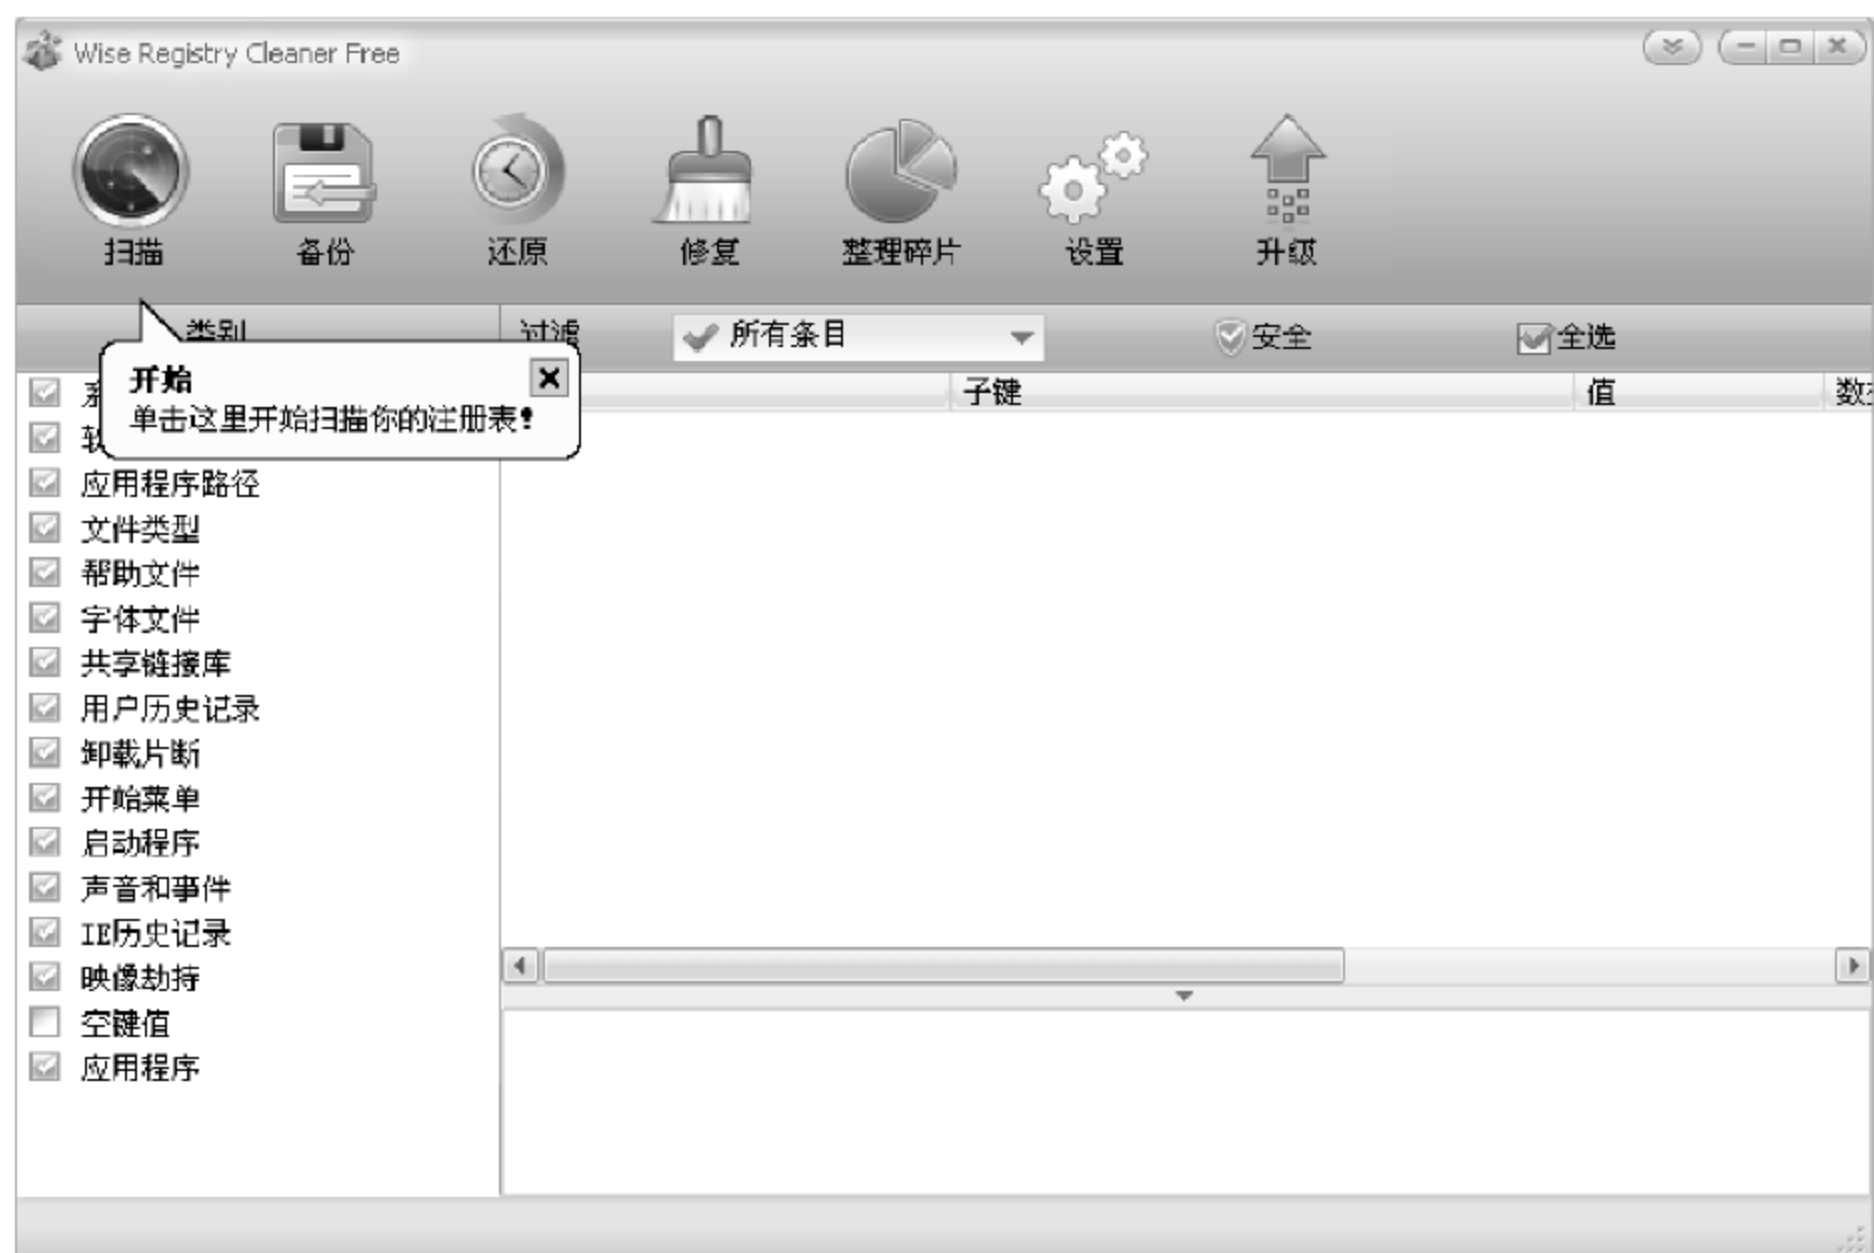 Wise Registry Cleaner Free
扫描 备份 还原 修复 整理碎片 设置 升级
类别 过滤 所有条目 安全 全选
开始
单击这里开始扫描你的注册表!
子键 值
应用程序路径
文件类型
帮助文件
字体文件
共享链接库
用户历史记录
卸载片断
开始菜单
启动程序
声音和事件
IE历史记录
映像劫持
空键值
应用程序